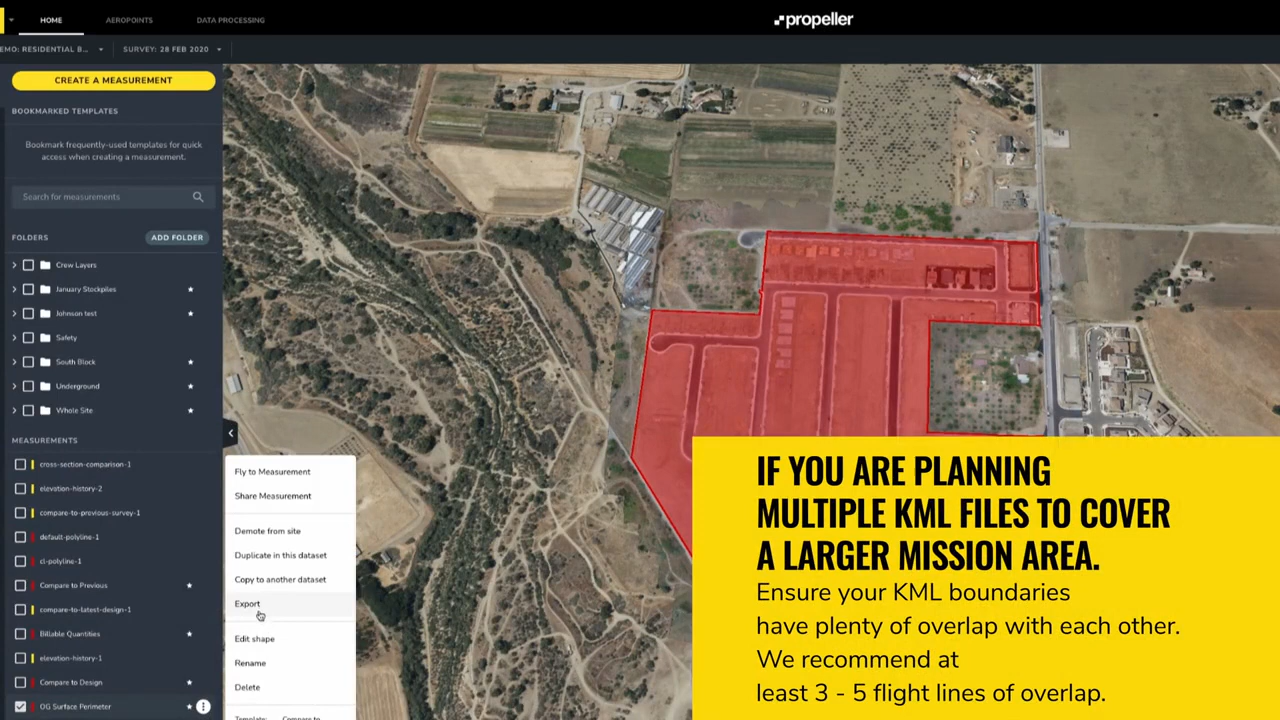 HOME
AEROPOINTS
DATA PROCESSING
propeller
EMO: RESIDENTIAL B...
SURVEY: 28 FEB 2020
CREATE A MEASUREMENT
BOOKMARKED TEMPLATES
Bookmark frequently-used templates for quick
access when creating a measurement.
Search for measurements
FOLDERS
ADD FOLDER
Crew Layers
January Stockpiles
Johnson test
Safety
South Block
Underground
Whole Site
MEASUREMENTS
cross-section-comparison-1
elevation-history-2
compare-to-previous-survey-1
default-polyline-1
cl-polyline-1
Compare to Previous
compare-to-latest-design-1
Billable Quantities
elevation-history-1
Compare to Design
OG Surface Perimeter
Fly to Measurement
Share Measurement
Demote from site
Duplicate in this dataset
Copy to another dataset
Export
Edit shape
Rename
Delete
Template: Compare to
IF YOU ARE PLANNING
MULTIPLE KML FILES TO COVER
A LARGER MISSION AREA.
Ensure your KML boundaries
have plenty of overlap with each other.
We recommend at
least 3 - 5 flight lines of overlap.